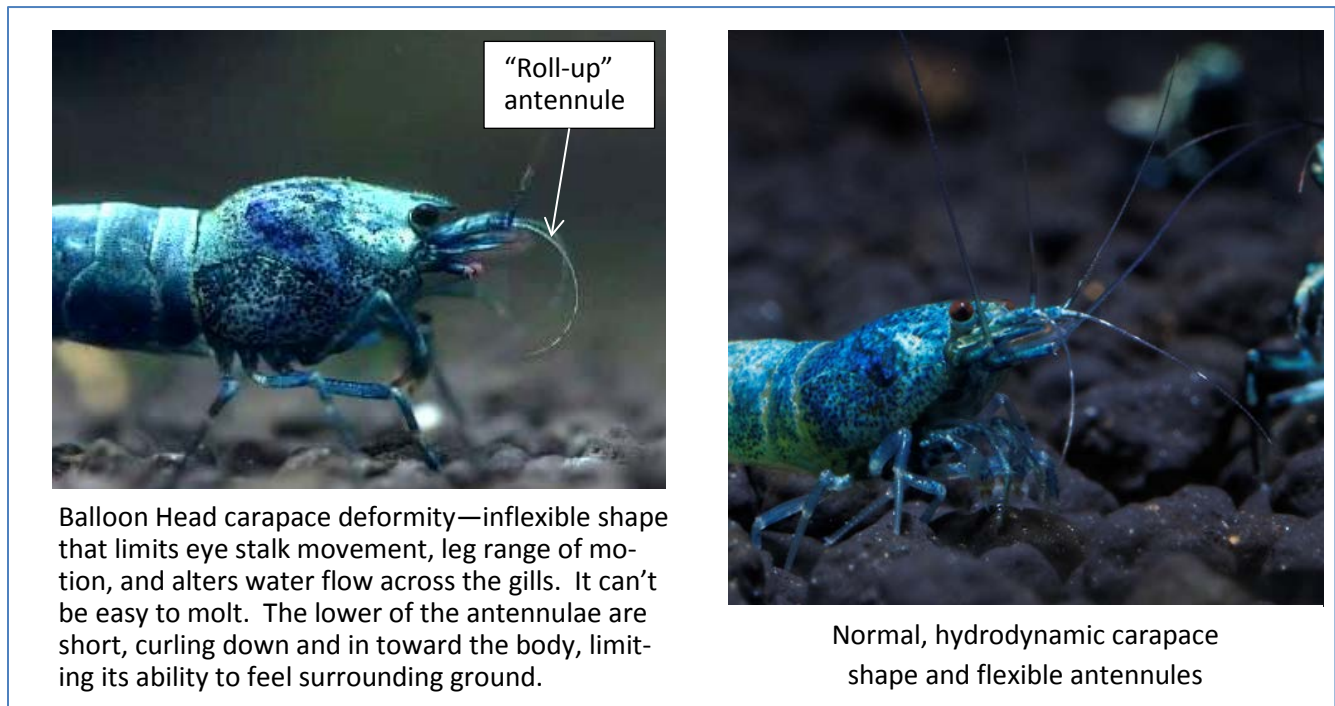 “Roll-up”
antennule
Balloon Head carapace deformity—inflexible shape
that limits eye stalk movement, leg range of mo-
tion, and alters water flow across the gills.  It can’t
be easy to molt.  The lower of the antennulae are
short, curling down and in toward the body, limit-
ing its ability to feel surrounding ground.
Normal, hydrodynamic carapace
shape and flexible antennules